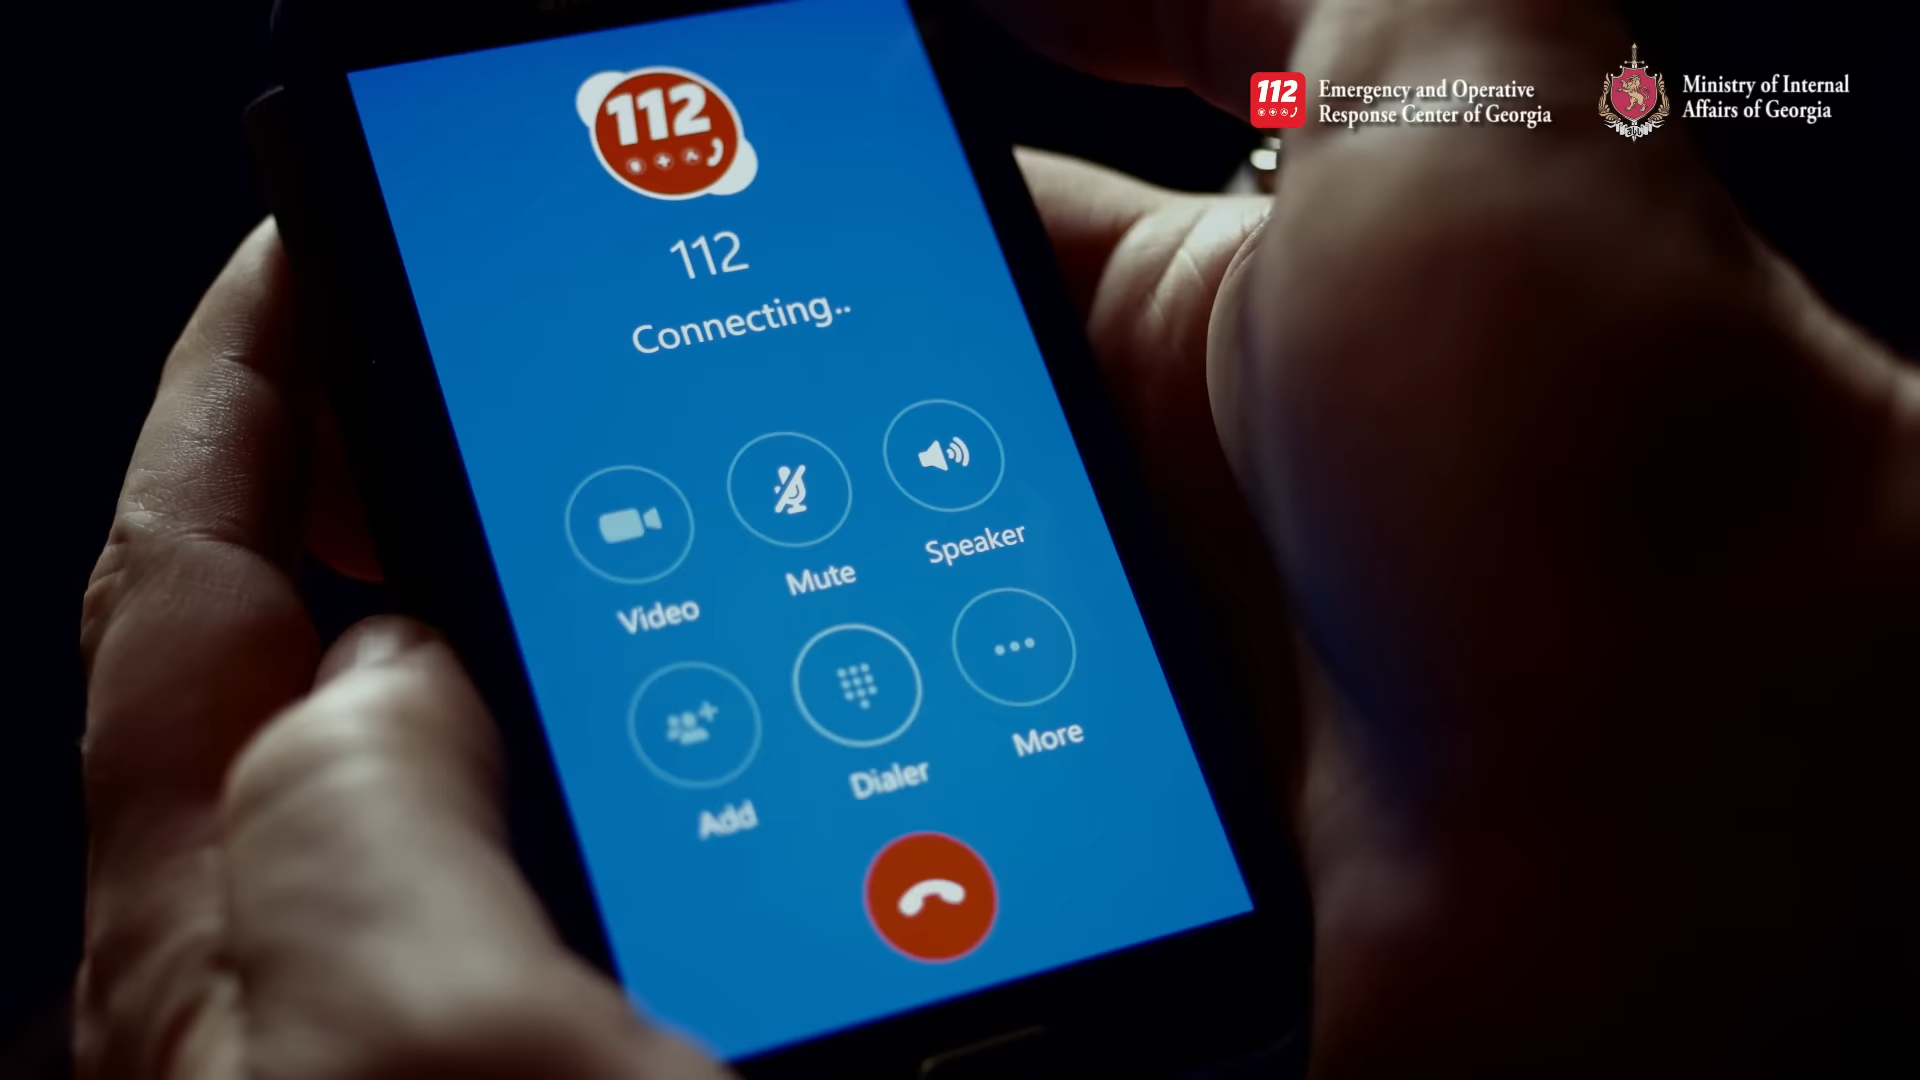 112
112
Connecting..
Video
Mute
Speaker
Add
Dialer
More
112
Emergency and Operative
Response Center of Georgia
Ministry of Internal
Affairs of Georgia